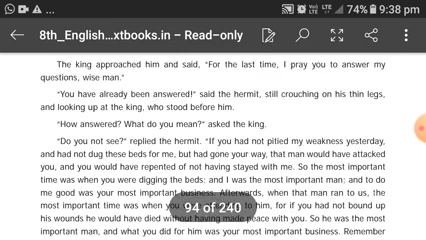 74% 9:38 pm
8th_English...xtbooks.in – Read-only
The king approached him and said, "For the last time, I pray you to answer my
questions, wise man."
"You have already been answered!" said the hermit, still crouching on his thin legs,
and looking up at the king, who stood before him.
"How answered? What do you mean?" asked the king.
"Do you not see?" replied the hermit. "If you had not pitied my weakness yesterday,
and had not dug these beds for me, but had gone your way, that man would have attacked
you, and you would have repented of not having stayed with me. So the most important
time was when you were digging the beds; and I was the most important man; and to do
me good was your most important business. Afterwards, when that man ran to us, the
most important time was when you to him, for if you had not bound up
94 of 240
his wounds he would have died without having made peace with you. So he was the most
important man, and what you did for him was your most important business. Remember